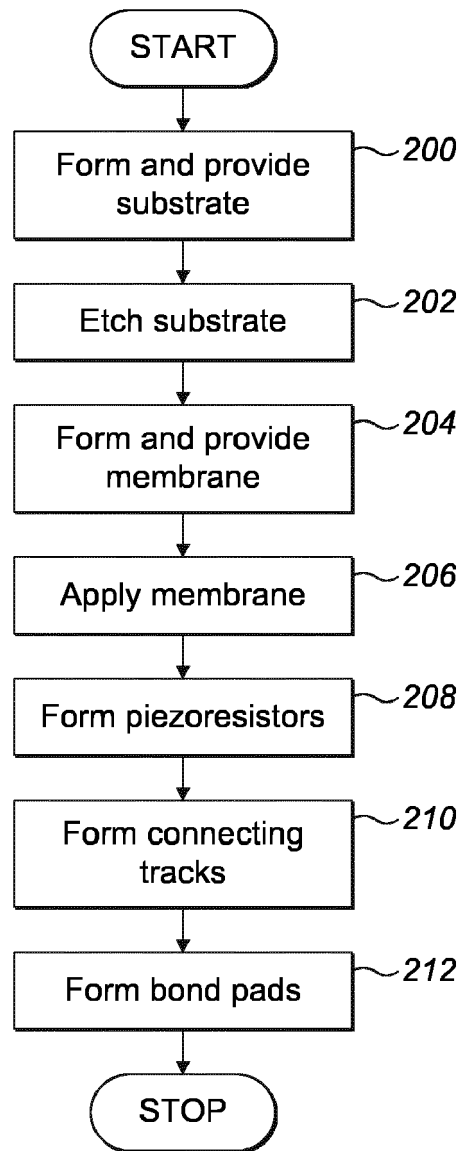 START
Form and provide
substrate
200
Etch substrate
202
Form and provide
membrane
204
Apply membrane
206
Form piezoresistors
208
Form connecting
tracks
210
Form bond pads
212
STOP